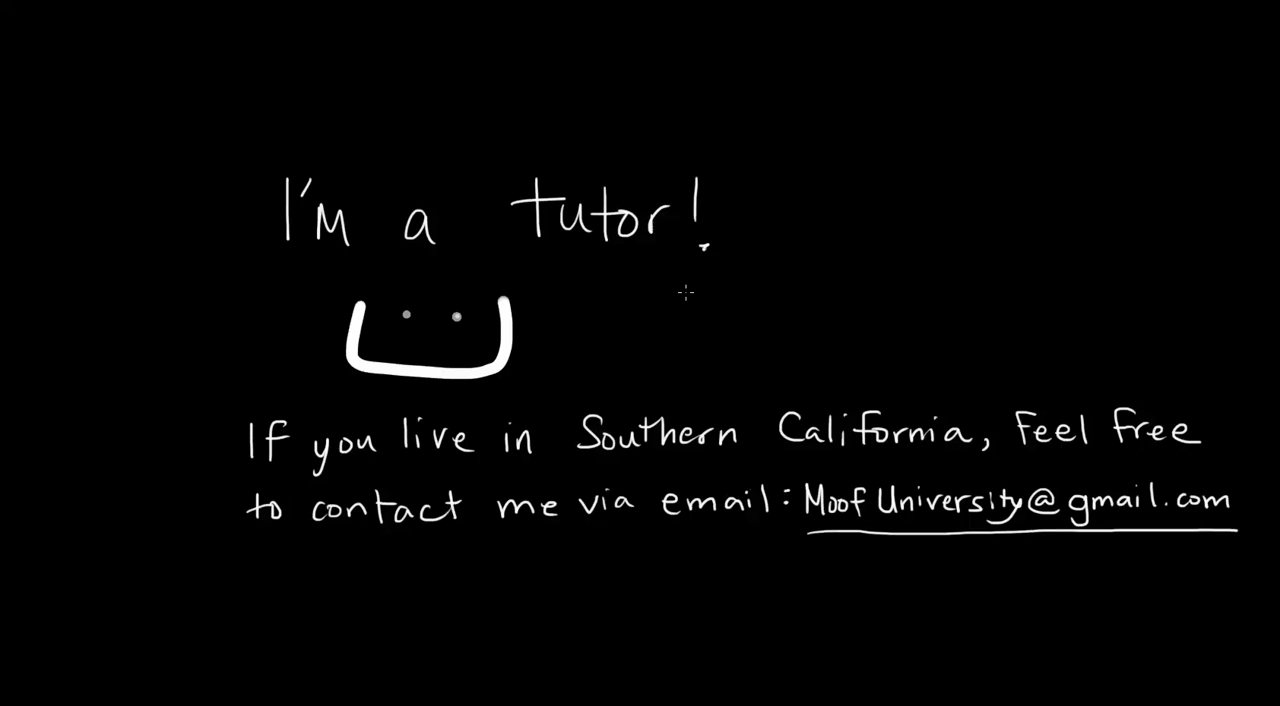 I'm a tutor!
If you live in Southern California, feel free
to contact me via email: MoofUniversity@gmail.com